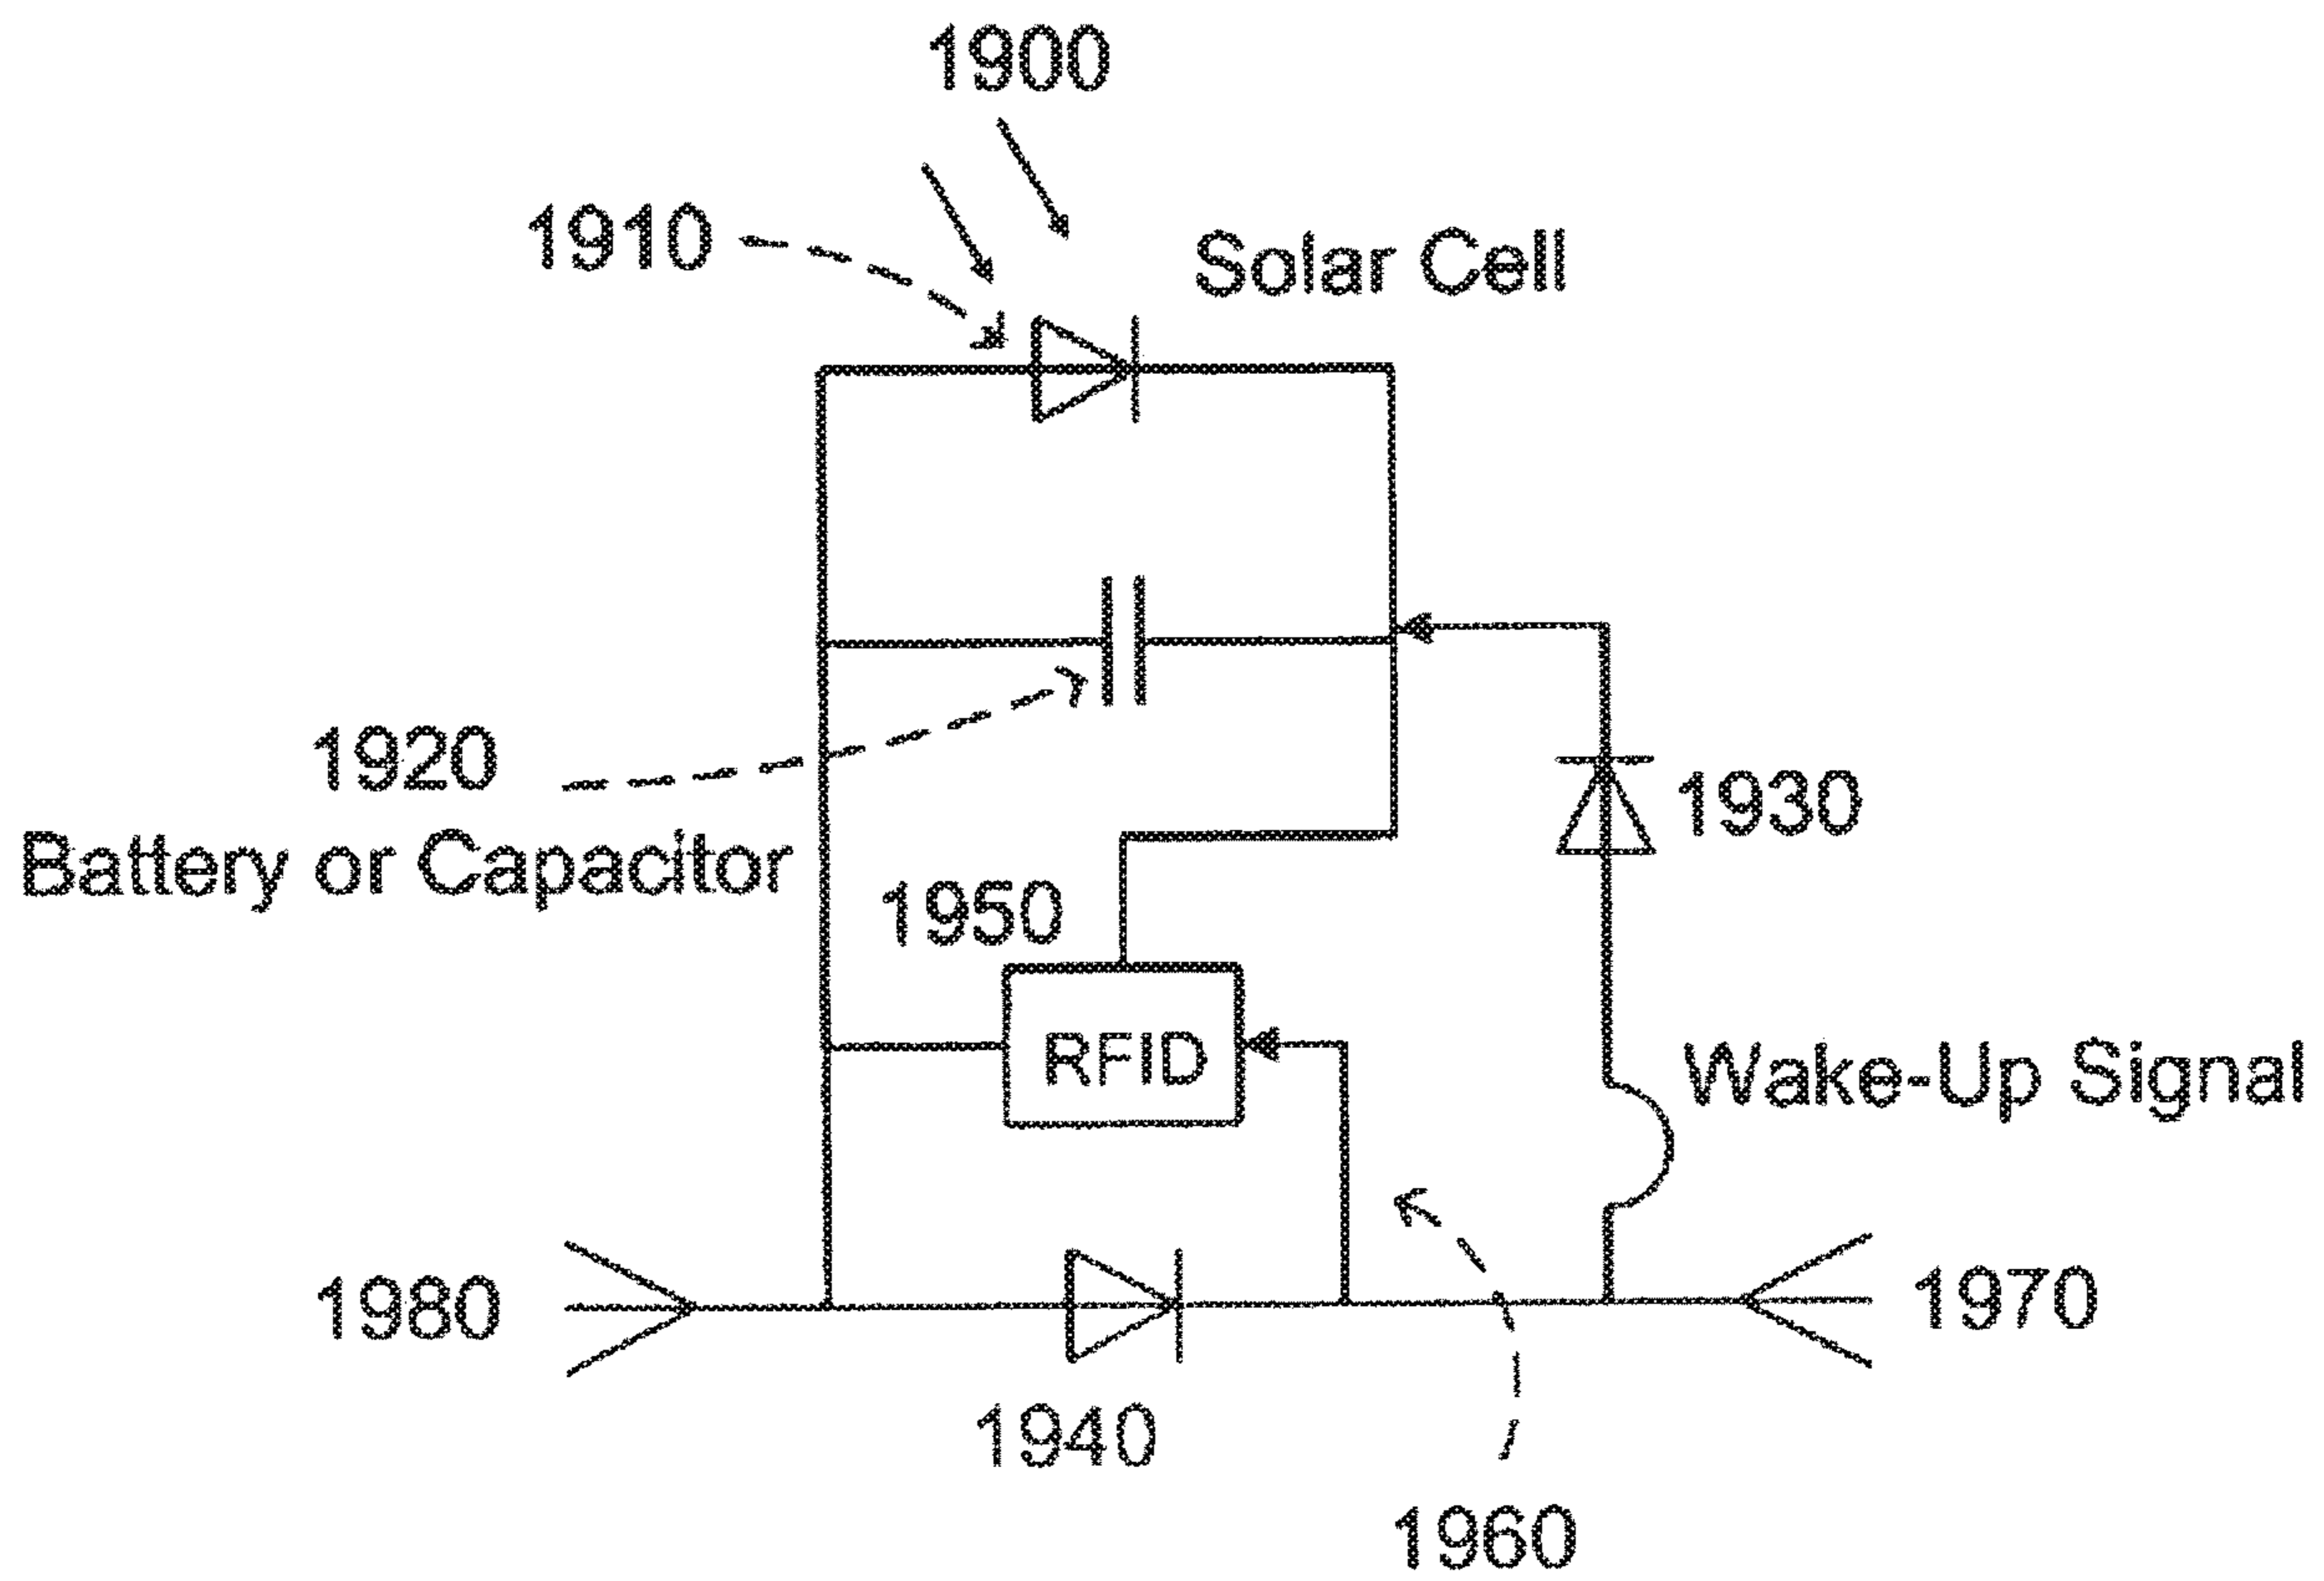 1900
1910
Solar Cell
1920
Battery or Capacitor
1930
1950
RFID
Wake-Up Signal
1980
1970
1940
1960